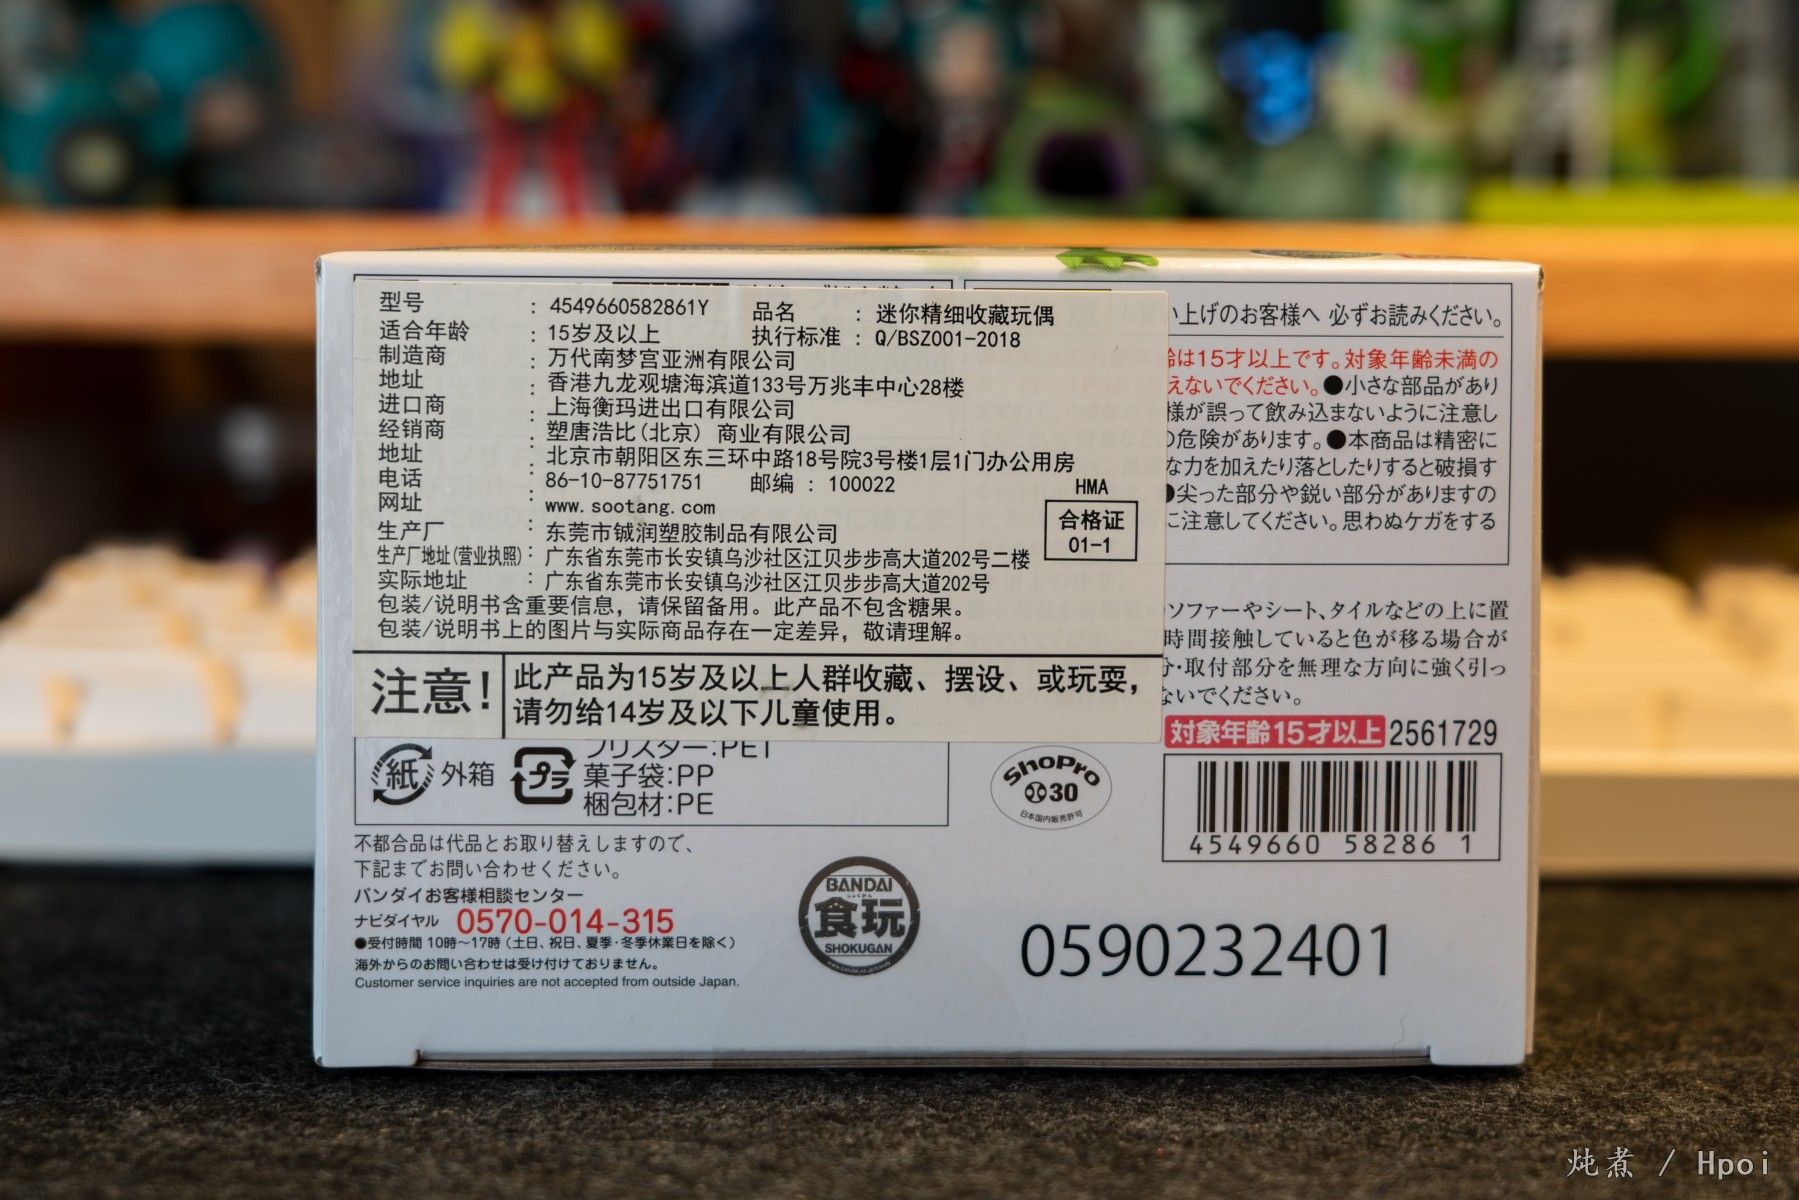 型号 : 4549660582861Y 品名 : 迷你精细收藏玩偶
适合年龄 : 15岁及以上 执行标准 : Q/BSZ001-2018
制造商 : 万代南梦宫亚洲有限公司
地址 : 香港九龙观塘海滨道133号万兆丰中心28楼
进口商 : 上海衡玛进出口有限公司
经销商 : 塑唐浩比(北京) 商业有限公司
地址 : 北京市朝阳区东三环中路18号院3号楼1层1门办公用房
电话 : 86-10-87751751 邮编 : 100022
网址 : www.sootang.com
生产厂 : 东莞市铖润塑胶制品有限公司
生产厂地址(营业执照) : 广东省东莞市长安镇乌沙社区江贝步步高大道202号二楼
实际地址 : 广东省东莞市长安镇乌沙社区江贝步步高大道202号
包装/说明书含重要信息，请保留备用。此产品不包含糖果。
包装/说明书上的图片与实际商品存在一定差异，敬请理解。
HMA
合格证
01-1
注意!
此产品为15岁及以上人群收藏、摆设、或玩耍，
请勿给14岁及以下儿童使用。
い上げのお客様へ 必ずお読みください。
は15才以上です。対象年齢未満の
えないでください。●小さな部品があり
様が誤って飲み込まないように注意し
の危険があります。●本商品は精密に
な力を加えたり落としたりすると破損す
●尖った部分や鋭い部分がありますの
に注意してください。思わぬケガをする
ソファーやシート、タイルなどの上に置
時間接触していると色が移る場合が
・取付部分を無理な方向に強く引っ
ないでください。
対象年齢15才以上 2561729
紙 外箱 プラ
ブリスター:PET
菓子袋:PP
梱包材:PE
ShoPro
30
日本国内販売許可
4549660 58286 1
不都合品は代品とお取り替えしますので、
下記までお問い合わせください。
バンダイお客様相談センター
ナビダイヤル 0570-014-315
●受付時間 10時～17時（土日、祝日、夏季・冬季休業日を除く）
海外からのお問い合わせは受け付けておりません。
Customer service inquiries are not accepted from outside Japan.
BANDAI
しょくがん
食玩
SHOKUGAN
0590232401
炖煮 / Hpoi